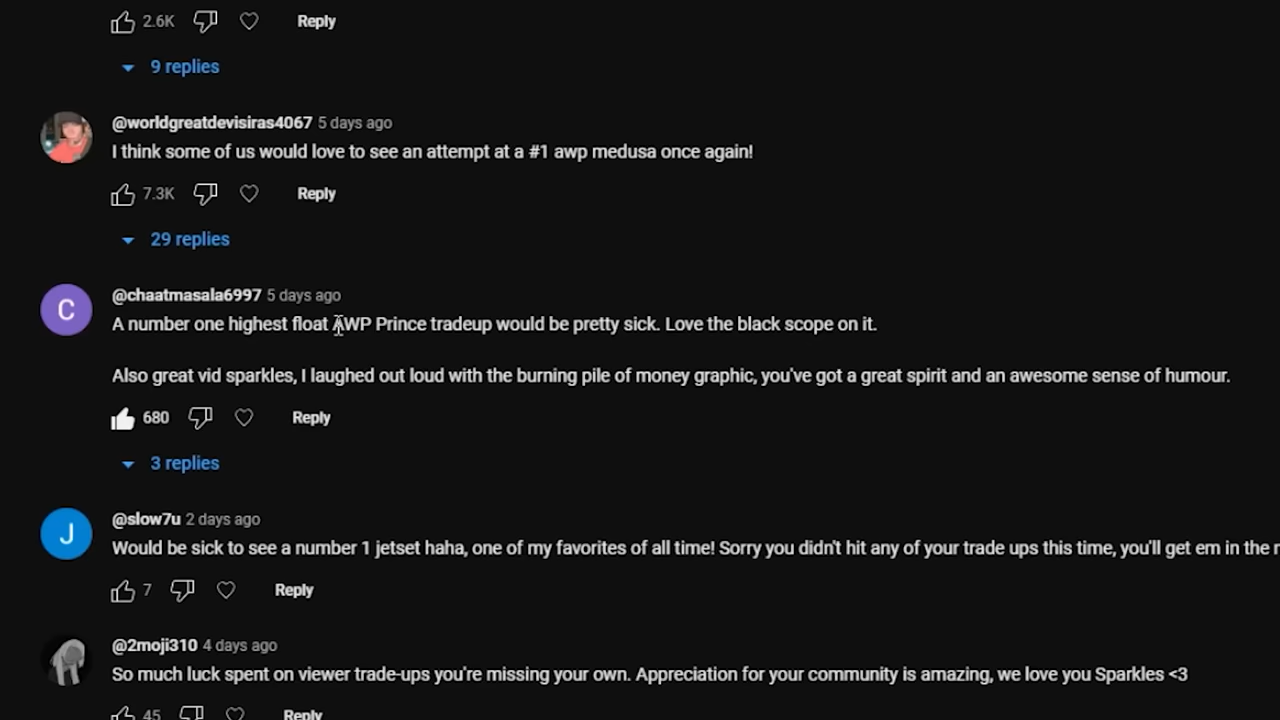 2.6K Reply
9 replies
@worldgreatdevisiras4067 5 days ago
I think some of us would love to see an attempt at a #1 awp medusa once again!
7.3K Reply
29 replies
C
@chaatmasala6997 5 days ago
A number one highest float AWP Prince tradeup would be pretty sick. Love the black scope on it.
Also great vid sparkles, I laughed out loud with the burning pile of money graphic, you've got a great spirit and an awesome sense of humour.
680 Reply
3 replies
J
@slow7u 2 days ago
Would be sick to see a number 1 jetset haha, one of my favorites of all time! Sorry you didn't hit any of your trade ups this time, you'll get em in the
7 Reply
@2moji310 4 days ago
So much luck spent on viewer trade-ups you're missing your own. Appreciation for your community is amazing, we love you Sparkles <3
45 Reply